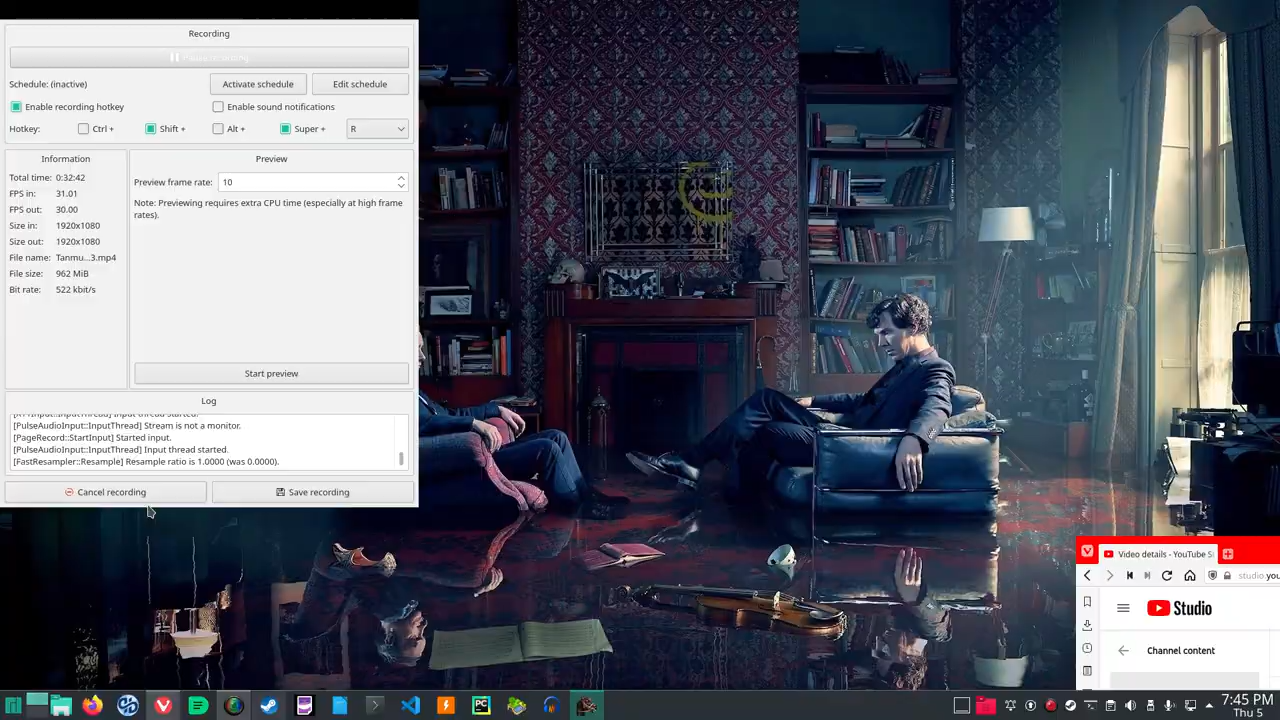 Recording
Pause recording
Schedule: (inactive)
Activate schedule
Edit schedule
Enable recording hotkey
Enable sound notifications
Hotkey:
Ctrl +
Shift +
Alt +
Super +
R
Information
Total time: 0:32:42
FPS in: 31.01
FPS out: 30.00
Size in: 1920x1080
Size out: 1920x1080
File name: Tanmu...3.mp4
File size: 962 MiB
Bit rate: 522 kbit/s
Preview
Preview frame rate: 10
Note: Previewing requires extra CPU time (especially at high frame
rates).
Start preview
Log
[PulseAudioInput::InputThread] Stream is not a monitor.
[PageRecord::StartInput] Started input.
[PulseAudioInput::InputThread] Input thread started.
[FastResampler::Resample] Resample ratio is 1.0000 (was 0.0000).
Cancel recording
Save recording
Video details - YouTube S
studio.you
Studio
Channel content
7:45 PM
Thu 5